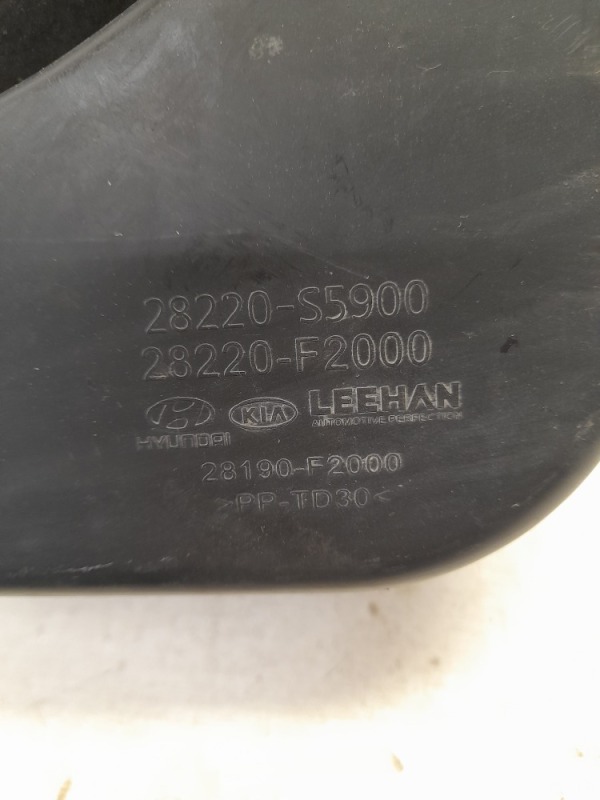 28220-S5900
28220-F2000
HYUNDAI KIA LEEHAN
AUTOMOTIVE PERFECTION
28190-F2000
>PP-TD30<